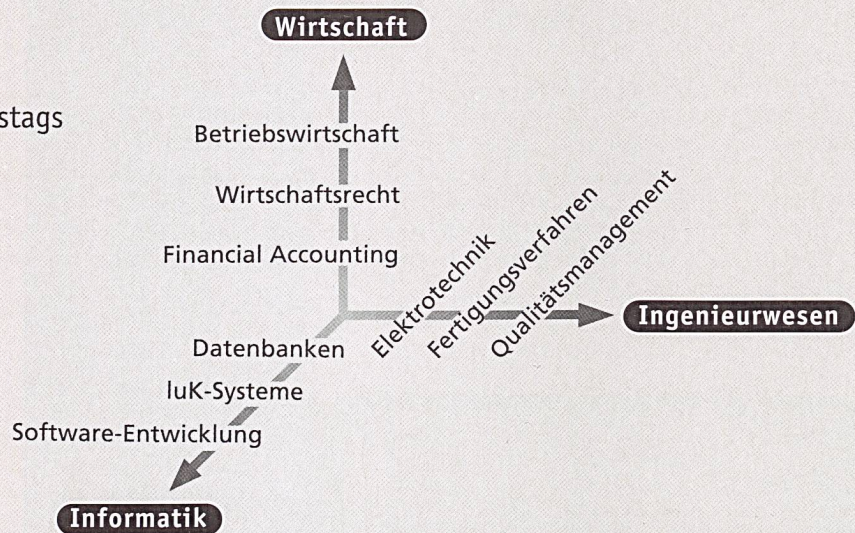 Wirtschaft
stags
Betriebswirtschaft
Wirtschaftsrecht
Financial Accounting
Elektrotechnik
Fertigungsverfahren
Qualitätsmanagement
Ingenieurwesen
Datenbanken
IuK-Systeme
Software-Entwicklung
Informatik